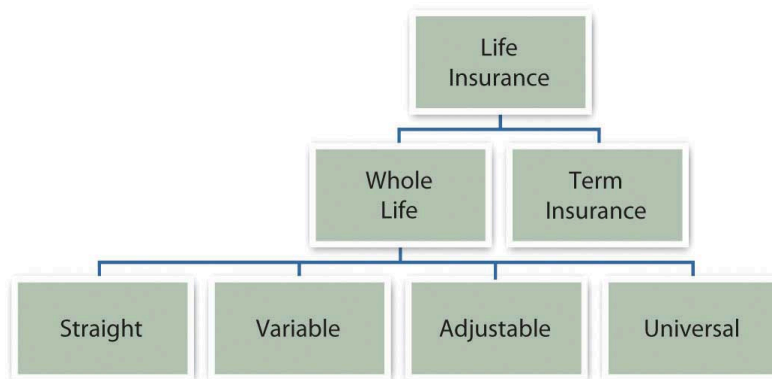 Life
Insurance
Whole
Life
Term
Insurance
Straight
Variable
Adjustable
Universal